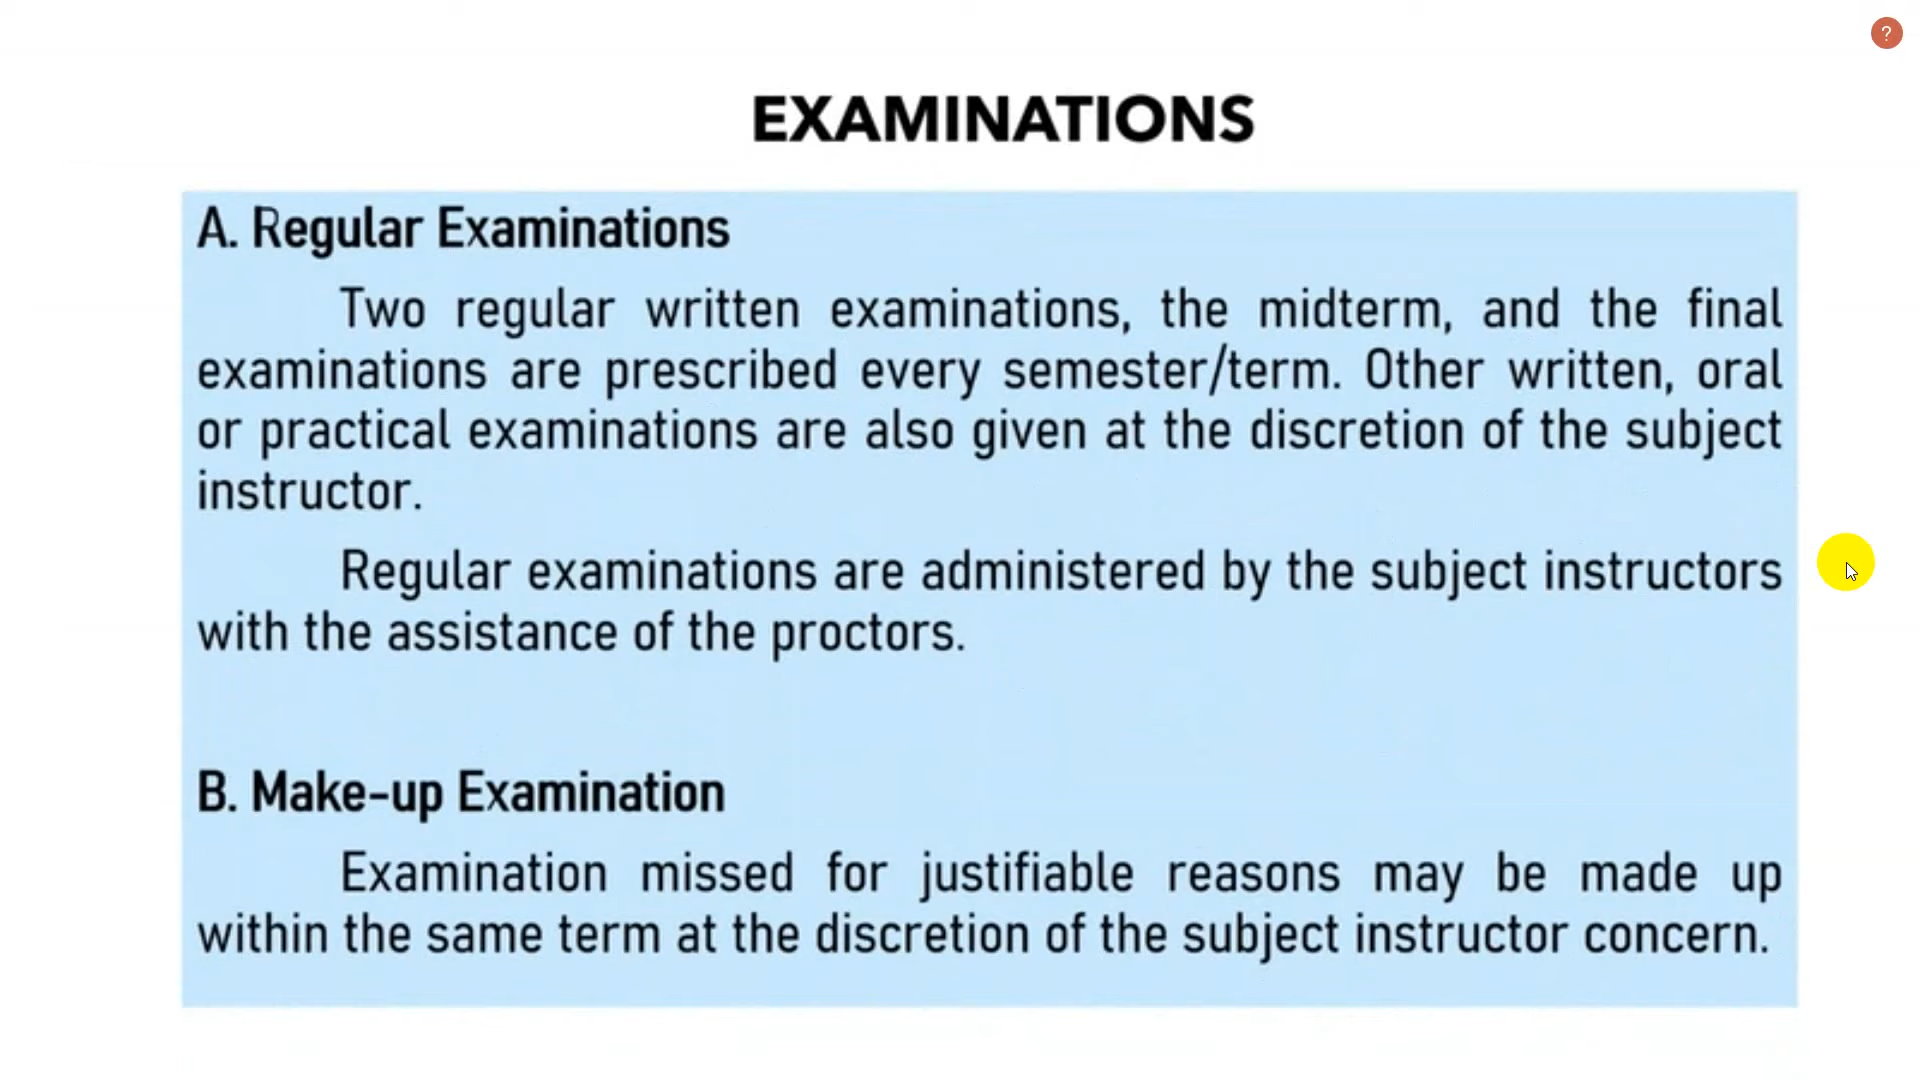 ?
EXAMINATIONS
A. Regular Examinations
Two regular written examinations, the midterm, and the final
examinations are prescribed every semester/term. Other written, oral
or practical examinations are also given at the discretion of the subject
instructor.
Regular examinations are administered by the subject instructors
with the assistance of the proctors.
B. Make-up Examination
Examination missed for justifiable reasons may be made up
within the same term at the discretion of the subject instructor concern.